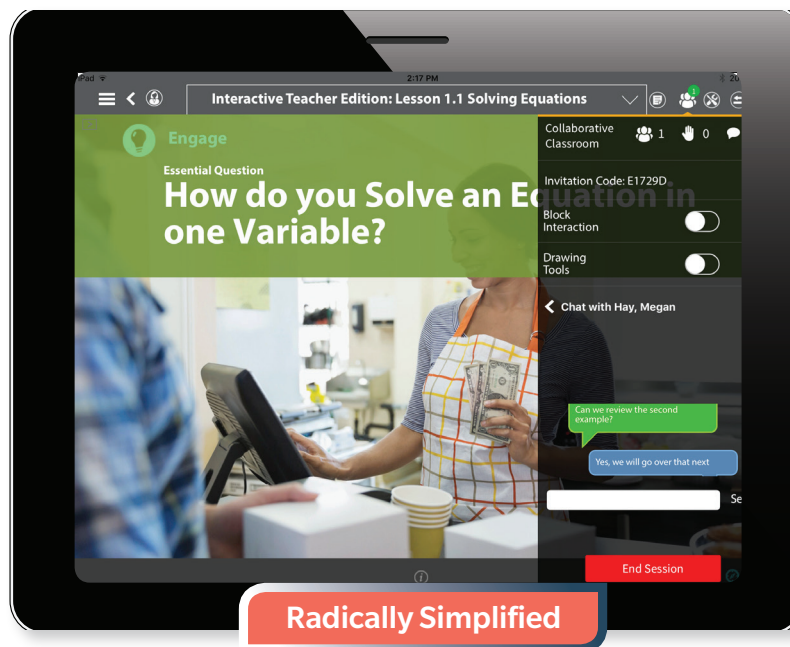 iPad
2:17 PM
20
Interactive Teacher Edition: Lesson 1.1 Solving Equations
1
Engage
Collaborative
Classroom
1
0
Essential Question
How do you Solve an Equation in
one Variable?
Invitation Code: E1729D
Block
Interaction
Drawing
Tools
Chat with Hay, Megan
Can we review the second
example?
Yes, we will go over that next
Se
End Session
Radically Simplified